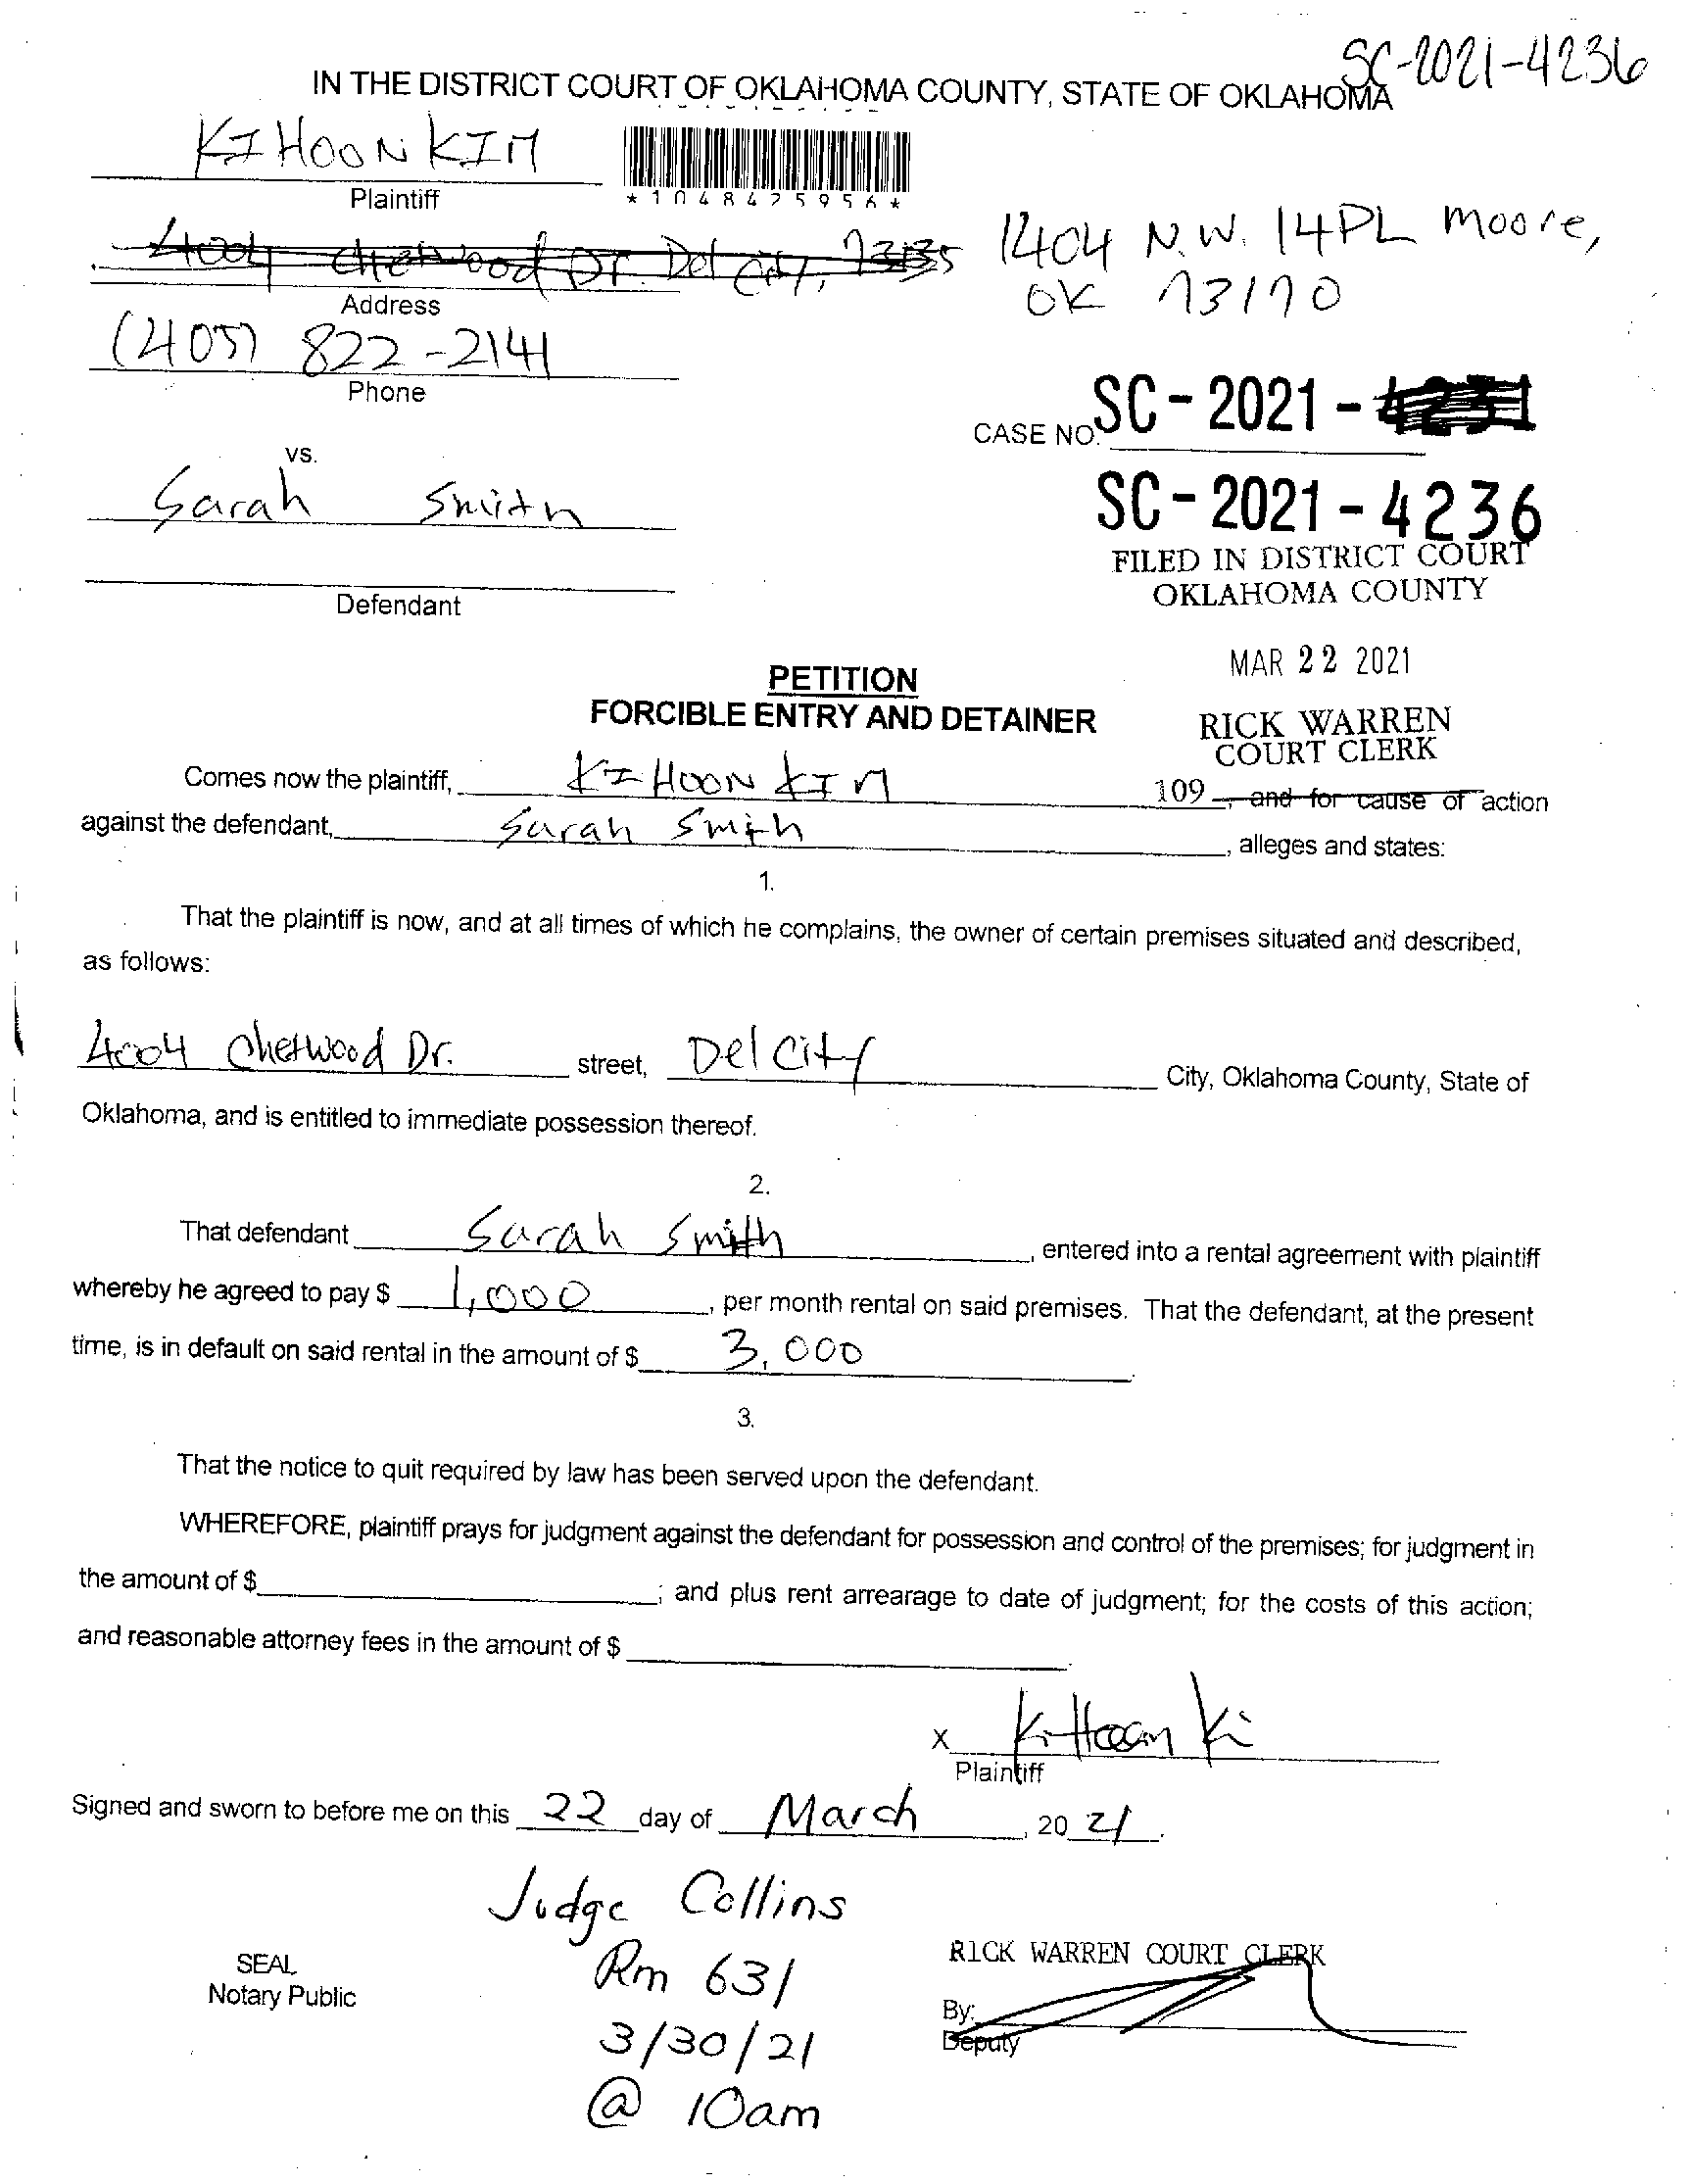 SC-2021-4236
IN THE DISTRICT COURT OF OKLAHOMA COUNTY, STATE OF OKLAHOMA
KI HOON KIM
Plaintiff
*1048425956*
4004 Chetwood Dr. Del City, 73135
1404 N.W. 14PL Moore,
OK 73170
Address
(405) 822-2141
Phone
CASE NO. SC-2021-4231
vs.
Sarah Smith
SC-2021-4236
FILED IN DISTRICT COURT
OKLAHOMA COUNTY
Defendant
MAR 22 2021
PETITION
FORCIBLE ENTRY AND DETAINER
RICK WARREN
COURT CLERK
Comes now the plaintiff, KI HOON KIM 109 , and for cause of action
against the defendant, Sarah Smith , alleges and states:
1.
That the plaintiff is now, and at all times of which he complains, the owner of certain premises situated and described,
as follows:
4004 Chetwood Dr. street, Del City City, Oklahoma County, State of
Oklahoma, and is entitled to immediate possession thereof.
2.
That defendant Sarah Smith , entered into a rental agreement with plaintiff
whereby he agreed to pay $ 1,000 , per month rental on said premises. That the defendant, at the present
time, is in default on said rental in the amount of $ 3,000 .
3.
That the notice to quit required by law has been served upon the defendant.
WHEREFORE, plaintiff prays for judgment against the defendant for possession and control of the premises; for judgment in
the amount of $ ; and plus rent arrearage to date of judgment; for the costs of this action;
and reasonable attorney fees in the amount of $ .
X Ki Hoon Ki
Plaintiff
Signed and sworn to before me on this 22 day of March , 20 21 .
Judge Collins
Rm 631
3/30/21
@ 10am
SEAL
Notary Public
RICK WARREN COURT CLERK
By:
Deputy